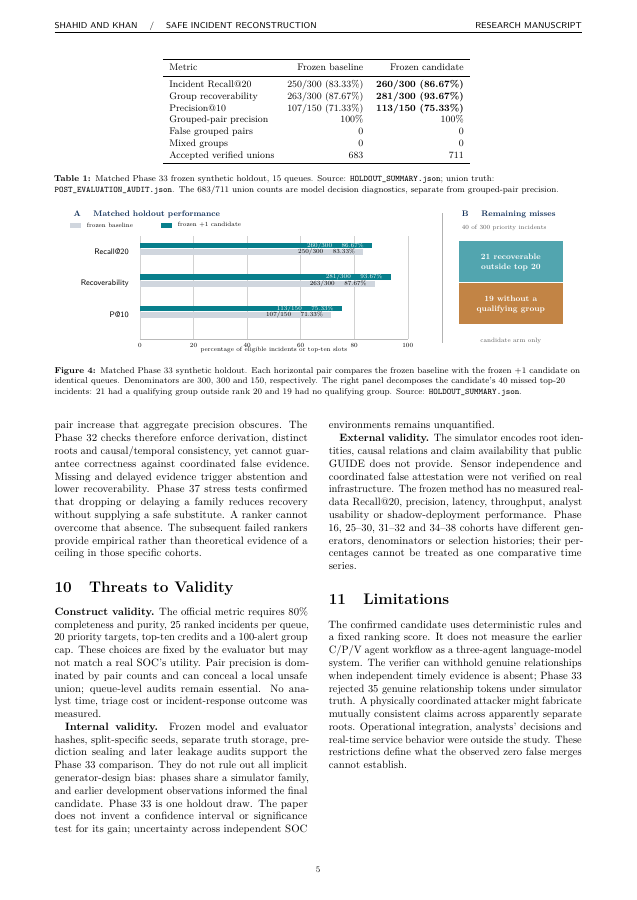 SHAHID AND KHAN / SAFE INCIDENT RECONSTRUCTION
RESEARCH MANUSCRIPT
Metric Frozen baseline Frozen candidate
Incident Recall@20 250/300 (83.33%) 260/300 (86.67%)
Group recoverability 263/300 (87.67%) 281/300 (93.67%)
Precision@10 107/150 (71.33%) 113/150 (75.33%)
Grouped-pair precision 100% 100%
False grouped pairs 0 0
Mixed groups 0 0
Accepted verified unions 683 711
Table 1: Matched Phase 33 frozen synthetic holdout, 15 queues. Source: HOLDOUT_SUMMARY.json; union truth:
POST_EVALUATION_AUDIT.json. The 683/711 union counts are model decision diagnostics, separate from grouped-pair precision.
A Matched holdout performance
frozen baseline frozen +1 candidate
Recall@20
260/300 86.67%
250/300 83.33%
Recoverability
281/300 93.67%
263/300 87.67%
P@10
113/150 75.33%
107/150 71.33%
0 20 40 60 80 100
percentage of eligible incidents or top-ten slots
B Remaining misses
40 of 300 priority incidents
21 recoverable
outside top 20
19 without a
qualifying group
candidate arm only
Figure 4: Matched Phase 33 synthetic holdout. Each horizontal pair compares the frozen baseline with the frozen +1 candidate on
identical queues. Denominators are 300, 300 and 150, respectively. The right panel decomposes the candidate's 40 missed top-20
incidents: 21 had a qualifying group outside rank 20 and 19 had no qualifying group. Source: HOLDOUT_SUMMARY.json.
pair increase that aggregate precision obscures. The
Phase 32 checks therefore enforce derivation, distinct
roots and causal/temporal consistency, yet cannot guar-
antee correctness against coordinated false evidence.
Missing and delayed evidence trigger abstention and
lower recoverability. Phase 37 stress tests confirmed
that dropping or delaying a family reduces recovery
without supplying a safe substitute. A ranker cannot
overcome that absence. The subsequent failed rankers
provide empirical rather than theoretical evidence of a
ceiling in those specific cohorts.
10 Threats to Validity
Construct validity. The official metric requires 80%
completeness and purity, 25 ranked incidents per queue,
20 priority targets, top-ten credits and a 100-alert group
cap. These choices are fixed by the evaluator but may
not match a real SOC's utility. Pair precision is dom-
inated by pair counts and can conceal a local unsafe
union; queue-level audits remain essential. No ana-
lyst time, triage cost or incident-response outcome was
measured.
Internal validity. Frozen model and evaluator
hashes, split-specific seeds, separate truth storage, pre-
diction sealing and later leakage audits support the
Phase 33 comparison. They do not rule out all implicit
generator-design bias: phases share a simulator family,
and earlier development observations informed the final
candidate. Phase 33 is one holdout draw. The paper
does not invent a confidence interval or significance
test for its gain; uncertainty across independent SOC
environments remains unquantified.
External validity. The simulator encodes root iden-
tities, causal relations and claim availability that public
GUIDE does not provide. Sensor independence and
coordinated false attestation were not verified on real
infrastructure. The frozen method has no measured real-
data Recall@20, precision, latency, throughput, analyst
usability or shadow-deployment performance. Phase
16, 25–30, 31–32 and 34–38 cohorts have different gen-
erators, denominators or selection histories; their per-
centages cannot be treated as one comparative time
series.
11 Limitations
The confirmed candidate uses deterministic rules and
a fixed ranking score. It does not measure the earlier
C/P/V agent workflow as a three-agent language-model
system. The verifier can withhold genuine relationships
when independent timely evidence is absent; Phase 33
rejected 35 genuine relationship tokens under simulator
truth. A physically coordinated attacker might fabricate
mutually consistent claims across apparently separate
roots. Operational integration, analysts' decisions and
real-time service behavior were outside the study. These
restrictions define what the observed zero false merges
cannot establish.
5